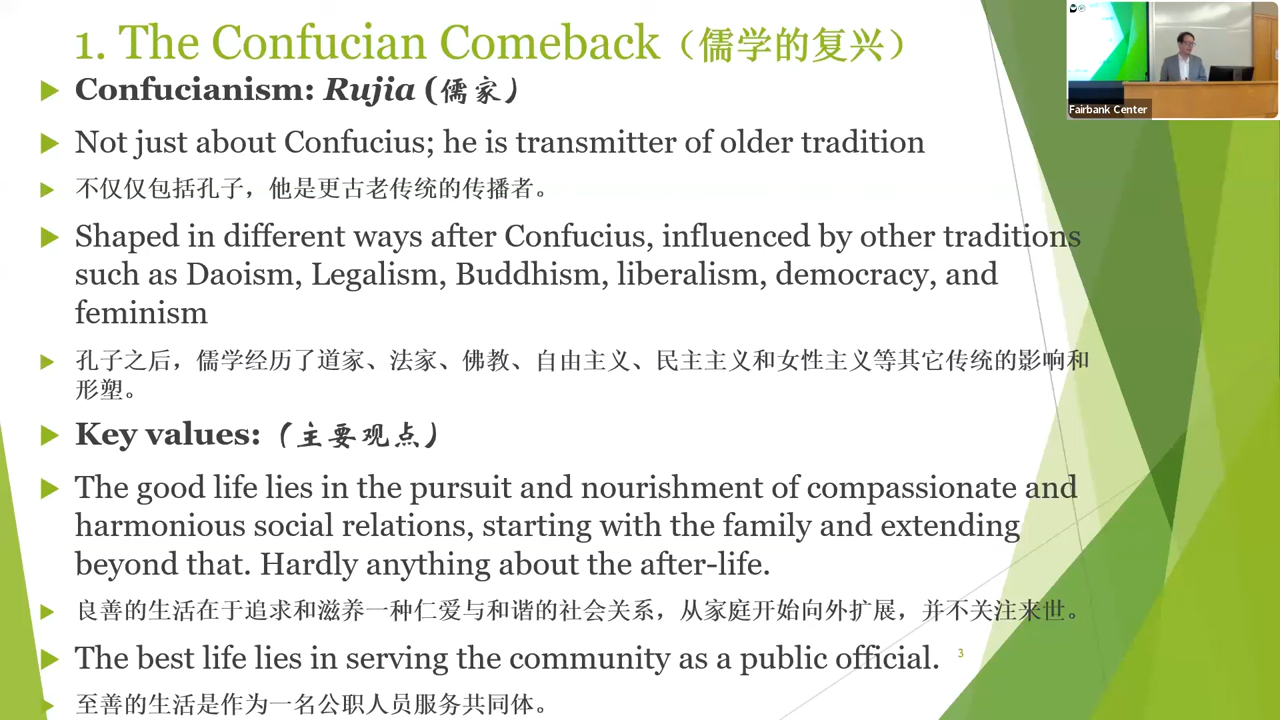 1. The Confucian Comeback（儒学的复兴）
Confucianism: Rujia (儒家）
Not just about Confucius; he is transmitter of older tradition
不仅仅包括孔子，他是更古老传统的传播者。
Shaped in different ways after Confucius, influenced by other traditions
such as Daoism, Legalism, Buddhism, liberalism, democracy, and
feminism
孔子之后，儒学经历了道家、法家、佛教、自由主义、民主主义和女性主义等其它传统的影响和
形塑。
Key values:（主要观点）
The good life lies in the pursuit and nourishment of compassionate and
harmonious social relations, starting with the family and extending
beyond that. Hardly anything about the after-life.
良善的生活在于追求和滋养一种仁爱与和谐的社会关系，从家庭开始向外扩展，并不关注来世。
The best life lies in serving the community as a public official.
至善的生活是作为一名公职人员服务共同体。
3
Fairbank Center